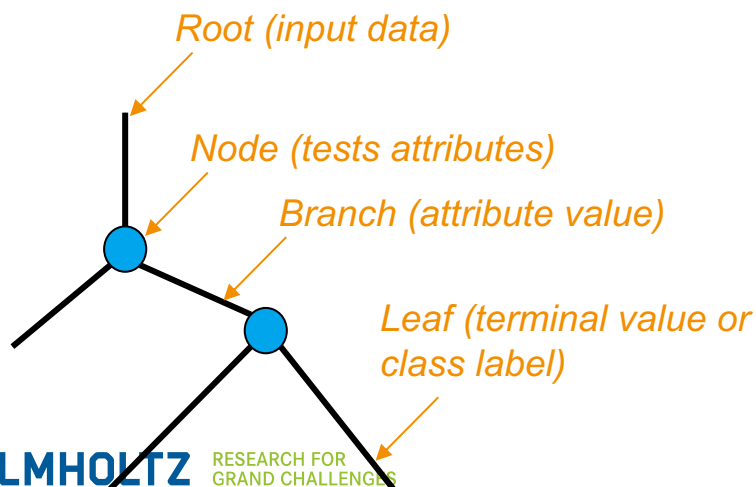 Root (input data)
Node (tests attributes)
Branch (attribute value)
Leaf (terminal value or
class label)
LMHOLTZ
RESEARCH FOR
GRAND CHALLENGES